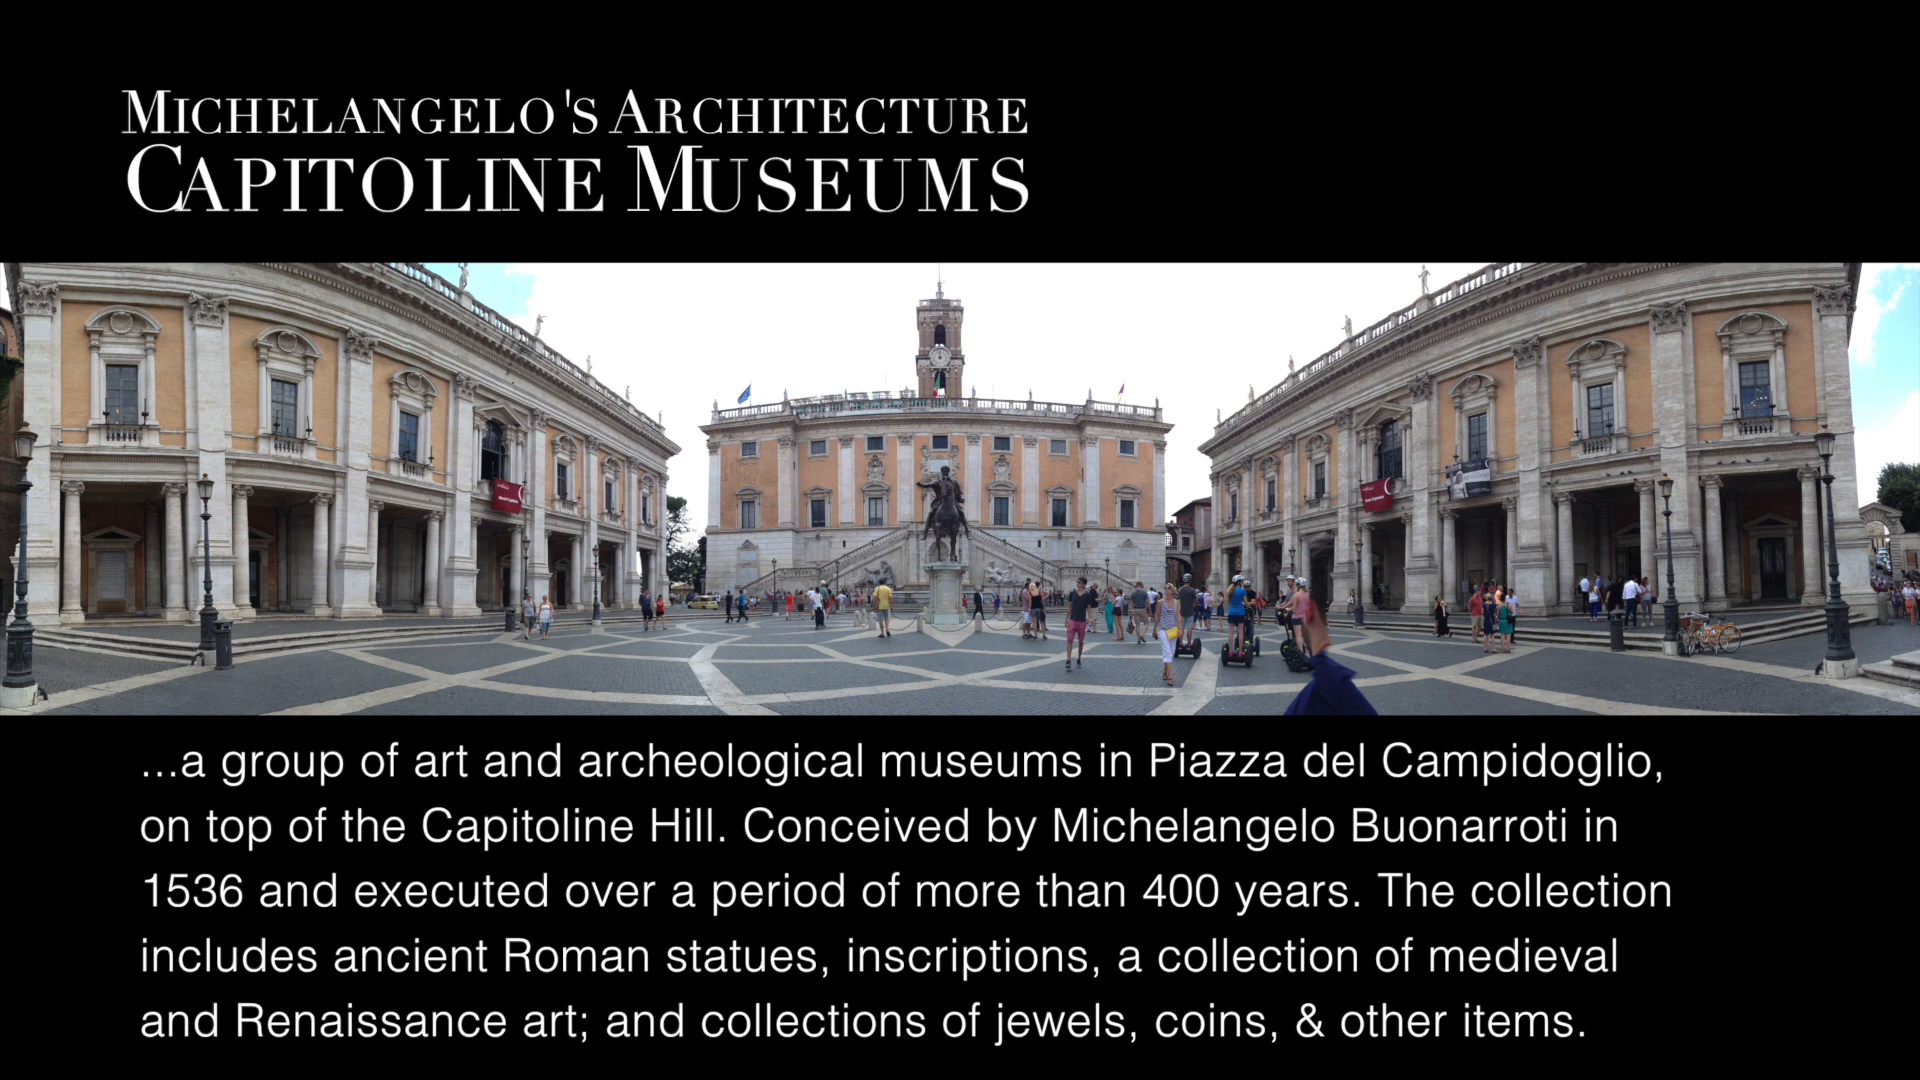 MICHELANGELO'S ARCHITECTURE
CAPITOLINE MUSEUMS
...a group of art and archeological museums in Piazza del Campidoglio,
on top of the Capitoline Hill. Conceived by Michelangelo Buonarroti in
1536 and executed over a period of more than 400 years. The collection
includes ancient Roman statues, inscriptions, a collection of medieval
and Renaissance art; and collections of jewels, coins, & other items.